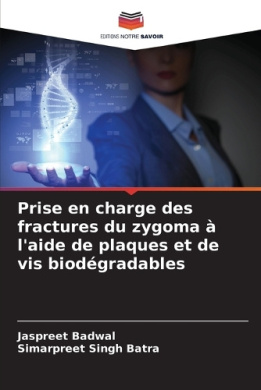 EDITIONS NOTRE SAVOIR
Prise en charge des
fractures du zygoma à
l'aide de plaques et de
vis biodégradables
Jaspreet Badwal
Simarpreet Singh Batra